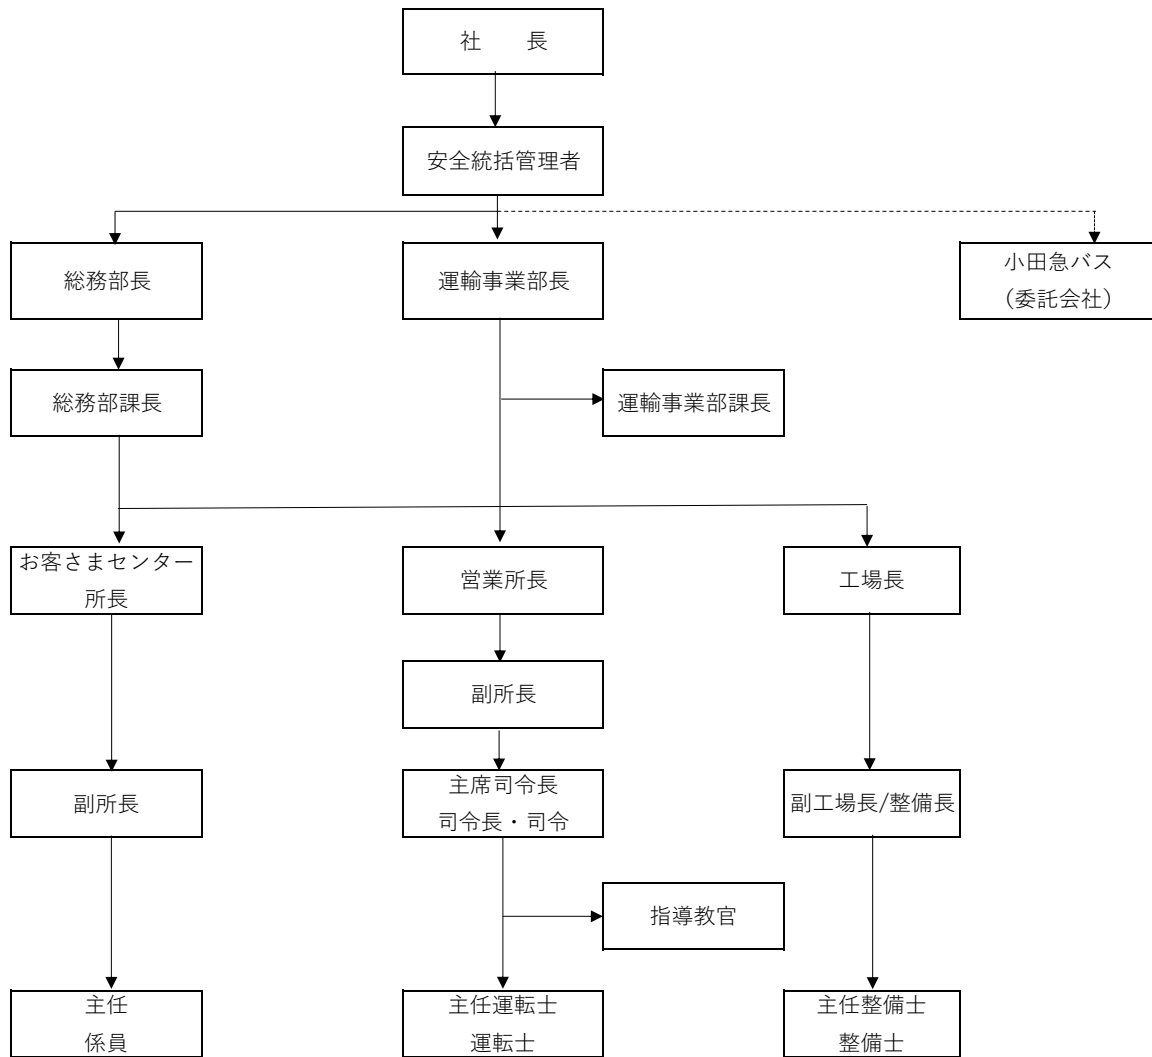 社　　長
安全統括管理者
総務部長
運輸事業部長
小田急バス
（委託会社）
総務部課長
運輸事業部課長
お客さまセンター
所長
営業所長
工場長
副所長
副所長
主席司令長
司令長・司令
副工場長/整備長
指導教官
主任
係員
主任運転士
運転士
主任整備士
整備士